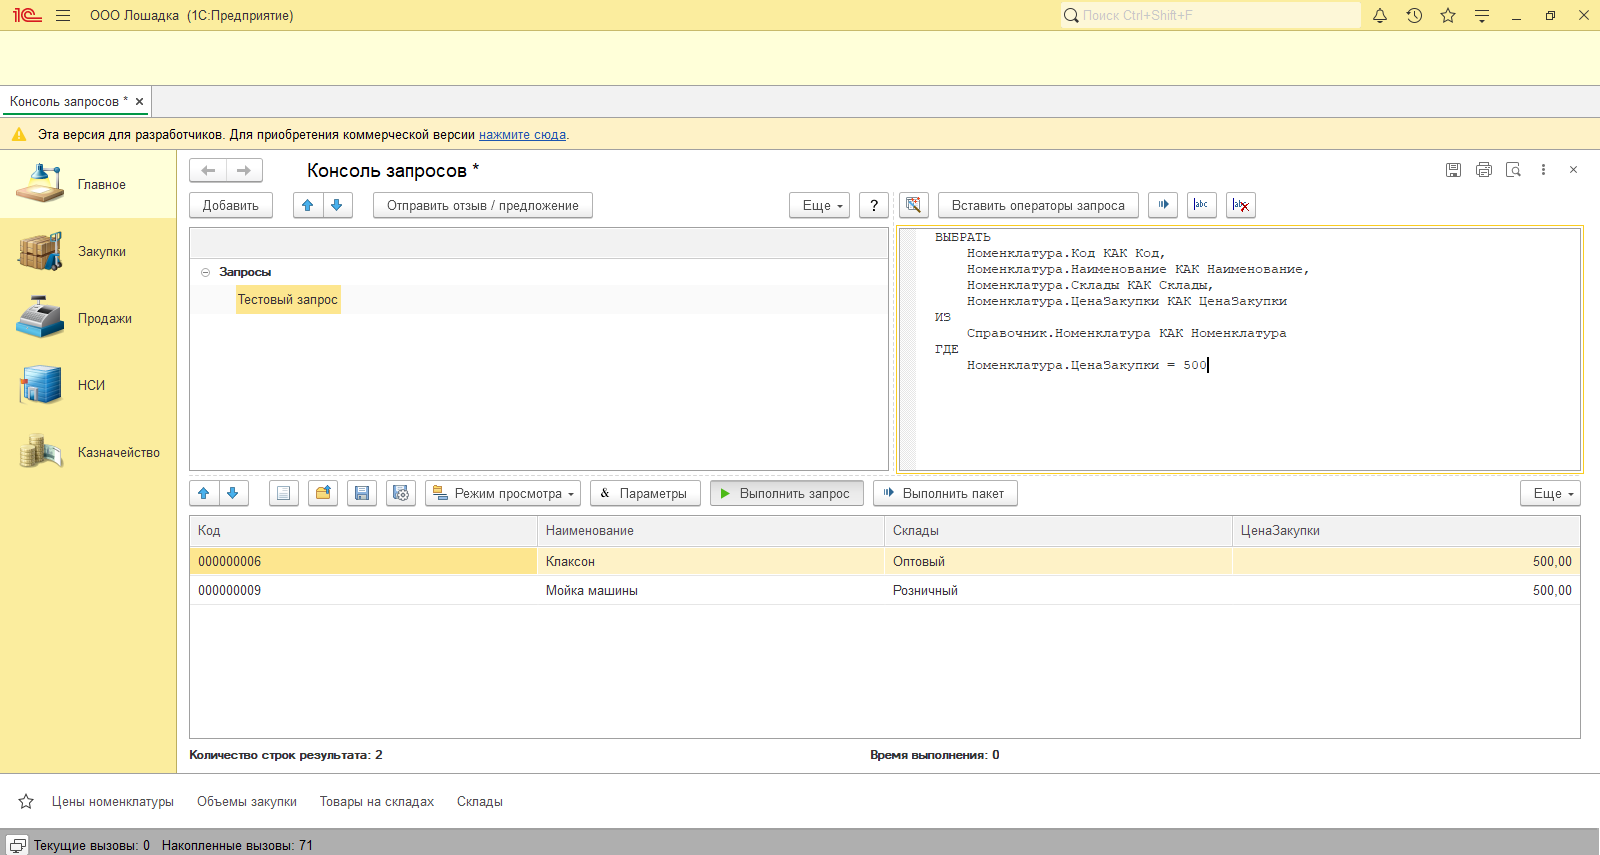 1С ООО Лошадка (1С:Предприятие) Поиск Ctrl+Shift+F
Консоль запросов * ×
Эта версия для разработчиков. Для приобретения коммерческой версии нажмите сюда.
Главное
Закупки
Продажи
НСИ
Казначейство
Консоль запросов *
Добавить Отправить отзыв / предложение Еще ?
Вставить операторы запроса abc abc
Запросы
Тестовый запрос
ВЫБРАТЬ
Номенклатура.Код КАК Код,
Номенклатура.Наименование КАК Наименование,
Номенклатура.Склады КАК Склады,
Номенклатура.ЦенаЗакупки КАК ЦенаЗакупки
ИЗ
Справочник.Номенклатура КАК Номенклатура
ГДЕ
Номенклатура.ЦенаЗакупки = 500
Режим просмотра & Параметры Выполнить запрос Выполнить пакет Еще
Код Наименование Склады ЦенаЗакупки
000000006 Клаксон Оптовый 500,00
000000009 Мойка машины Розничный 500,00
Количество строк результата: 2 Время выполнения: 0
Цены номенклатуры Объемы закупки Товары на складах Склады
Текущие вызовы: 0 Накопленные вызовы: 71